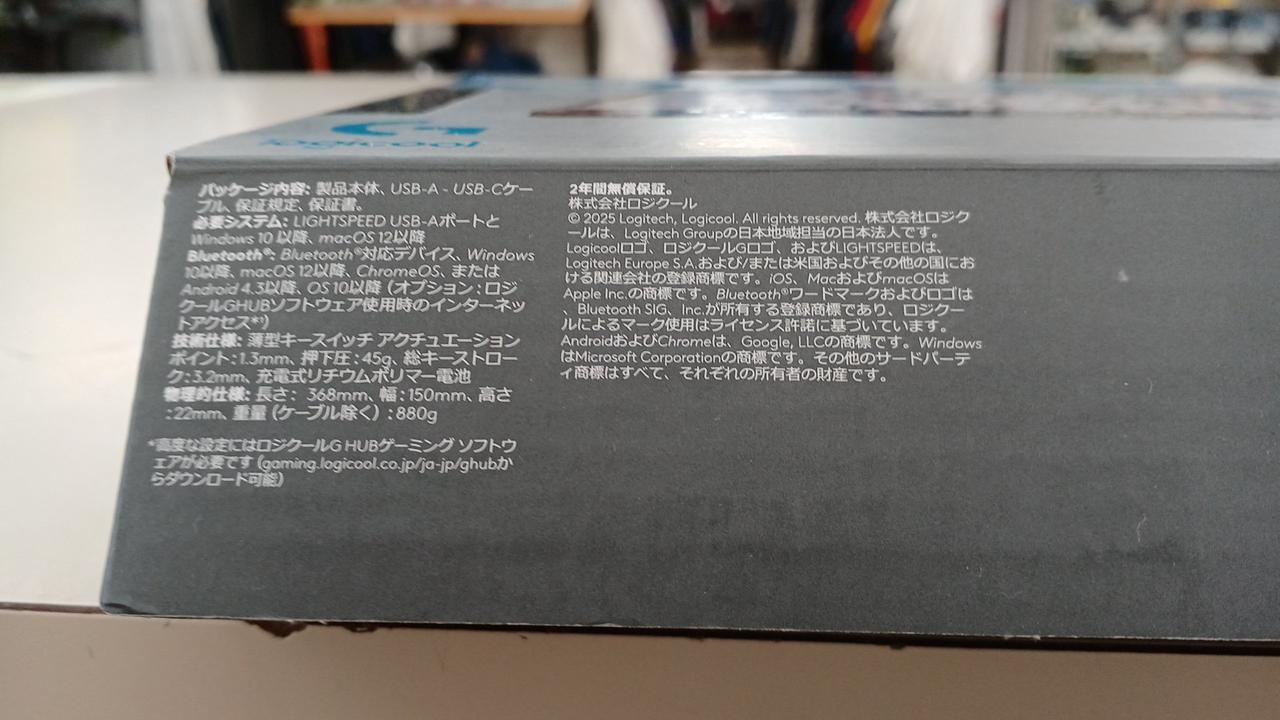 logicool
パッケージ内容: 製品本体、USB-A - USB-Cケー
ブル、保証規定、保証書。
必要システム: LIGHTSPEED USB-Aポートと
Windows 10 以降、macOS 12以降
Bluetooth®: Bluetooth®対応デバイス、Windows
10以降、macOS 12以降、ChromeOS、または
Android 4.3以降、OS 10以降 (オプション : ロジ
クールGHUBソフトウェア使用時のインターネッ
トアクセス*¹)
技術仕様: 薄型キースイッチ アクチュエーション
ポイント : 1.3mm、押下圧 : 45g、総キーストロー
ク : 3.2mm、充電式リチウムポリマー電池
物理的仕様: 長さ : 368mm、幅 : 150mm、高さ
: 22mm、重量 (ケーブル除く) : 880g
*¹高度な設定にはロジクールG HUBゲーミング ソフトウ
ェアが必要です (gaming.logicool.co.jp/ja-jp/ghubか
らダウンロード可能)
2年間無償保証。
株式会社ロジクール
© 2025 Logitech, Logicool. All rights reserved. 株式会社ロジク
ールは、Logitech Groupの日本地域担当の日本法人です。
Logicoolロゴ、ロジクールGロゴ、およびLIGHTSPEEDは、
Logitech Europe S.A.および/または米国およびその他の国にお
ける関連会社の登録商標です。iOS、MacおよびmacOSは
Apple Inc.の商標です。Bluetooth®ワードマークおよびロゴは
、Bluetooth SIG, Inc.が所有する登録商標であり、ロジクー
ルによるマーク使用はライセンス許諾に基づいています。
AndroidおよびChromeは、Google, LLCの商標です。Windows
はMicrosoft Corporationの商標です。その他のサードパーテ
ィ商標はすべて、それぞれの所有者の財産です。